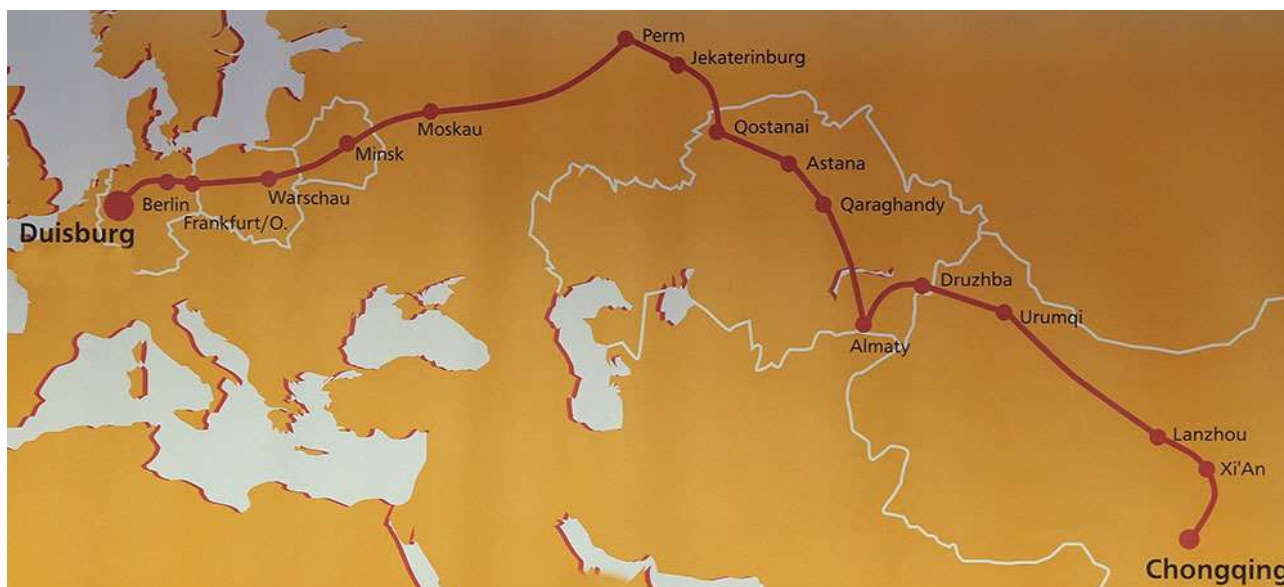 Perm
Jekaterinburg
Moskau
Qostanai
Minsk
Astana
Warschau
Berlin
Qaraghandy
Frankfurt/O.
Duisburg
Druzhba
Urumqi
Almaty
Lanzhou
Xi'An
Chongqing